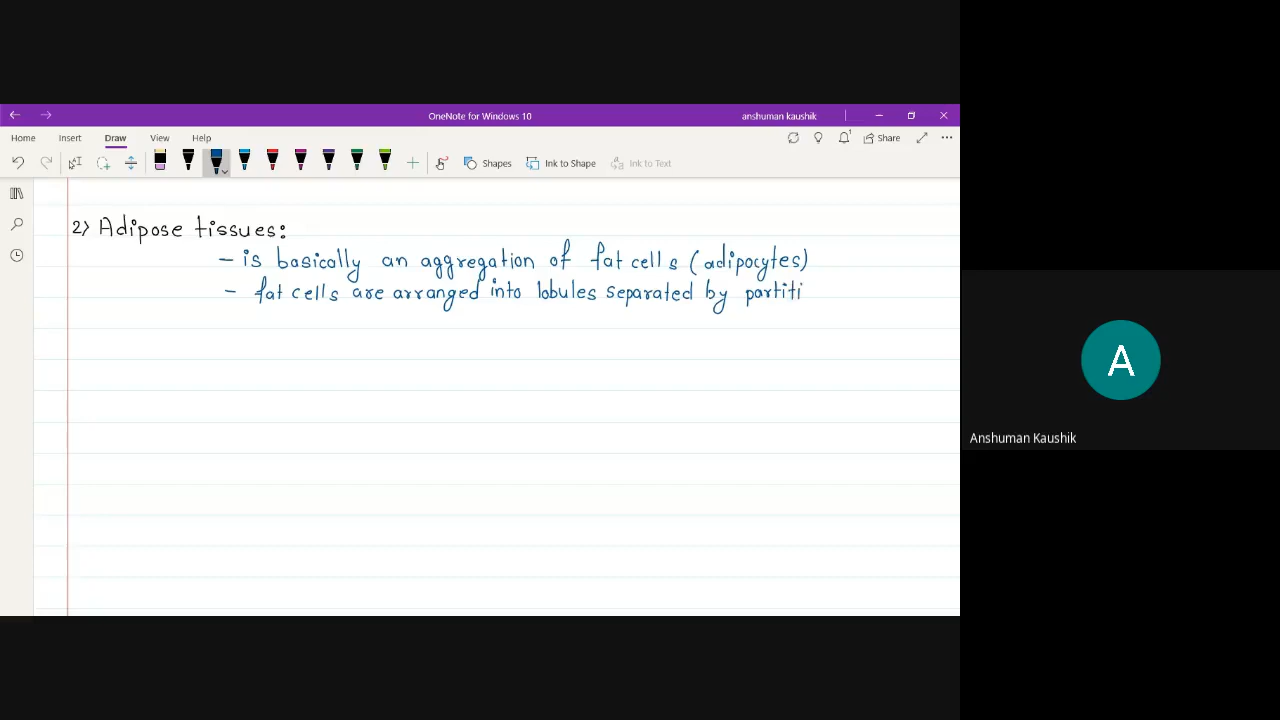 OneNote for Windows 10
anshuman kaushik
Home Insert Draw View Help
Share
Shapes Ink to Shape Ink to Text
2) Adipose tissues:
- is basically an aggregation of fat cells (adipocytes)
- fat cells are arranged into lobules separated by partiti
A
Anshuman Kaushik